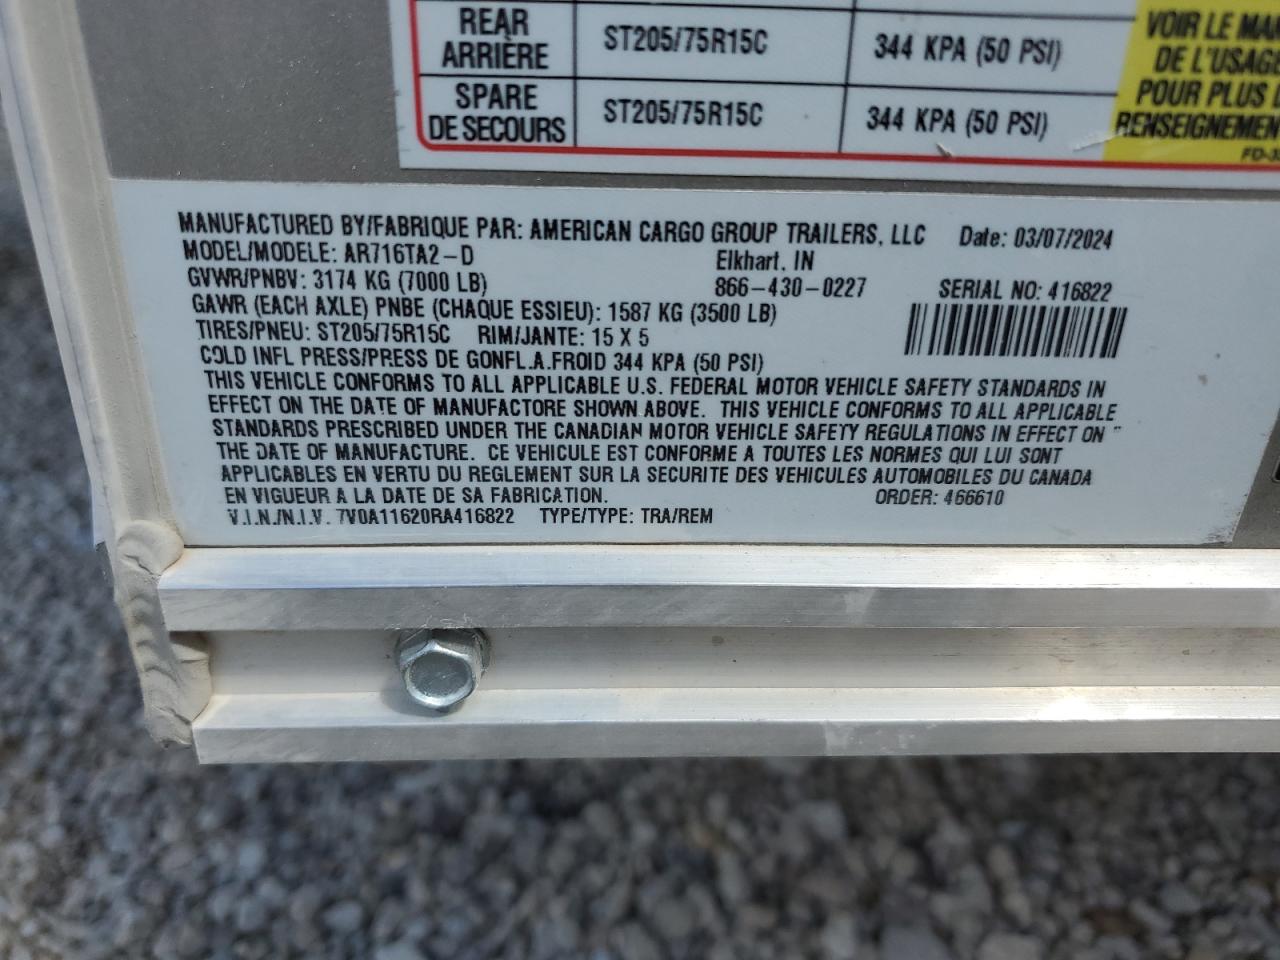 REAR
ARRIÈRE
ST205/75R15C
344 KPA (50 PSI)
SPARE
DE SECOURS
ST205/75R15C
344 KPA (50 PSI)
VOIR LE
DE L'USAGE
POUR PLUS
MANUFACTURED BY/FABRIQUE PAR: AMERICAN CARGO GROUP TRAILERS, LLC Date: 03/07/2024
MODEL/MODELE: AR716TA2-D Elkhart, IN
GVWR/PNBV: 3174 KG (7000 LB) 866-430-0227
SERIAL NO: 416822
GAWR (EACH AXLE) PNBE (CHAQUE ESSIEU): 1587 KG (3500 LB)
TIRES/PNEU: ST205/75R15C RIM/JANTE: 15 X 5
COLD INFL PRESS/PRESS DE GONFL.A.FROID 344 KPA (50 PSI)
THIS VEHICLE CONFORMS TO ALL APPLICABLE U.S. FEDERAL MOTOR VEHICLE SAFETY STANDARDS IN
EFFECT ON THE DATE OF MANUFACTORE SHOWN ABOVE. THIS VEHICLE CONFORMS TO ALL APPLICABLE
STANDARDS PRESCRIBED UNDER THE CANADIAN MOTOR VEHICLE SAFETY REGULATIONS IN EFFECT ON
THE DATE OF MANUFACTURE. CE VEHICULE EST CONFORME A TOUTES LES NORMES QUI LUI SONT
APPLICABLES EN VERTU DU REGLEMENT SUR LA SECURITE DES VEHICULES AUTOMOBILES DU CANADA
EN VIGUEUR A LA DATE DE SA FABRICATION. ORDER: 466610
V.I.N./N.I.V. 7V0A11620RA416822 TYPE/TYPE: TRA/REM